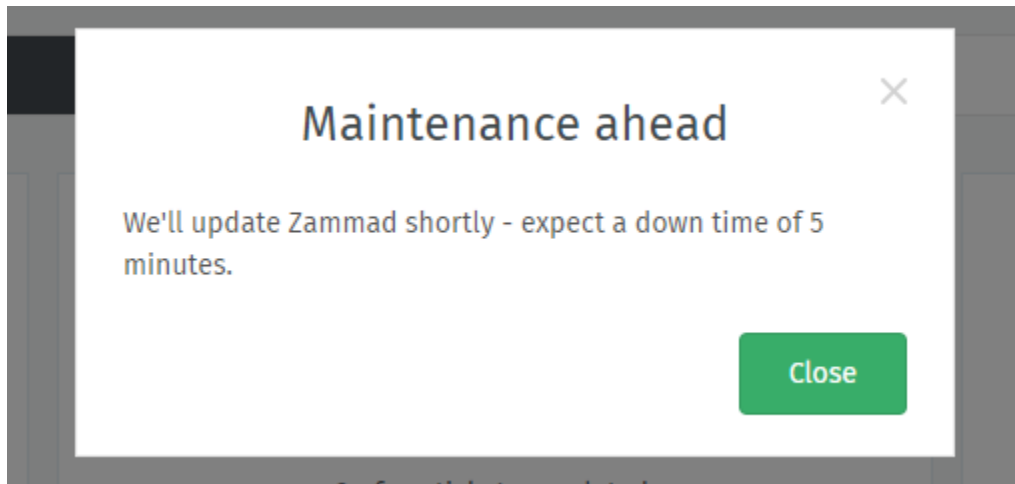 Maintenance ahead
We'll update Zammad shortly - expect a down time of 5
minutes.
Close